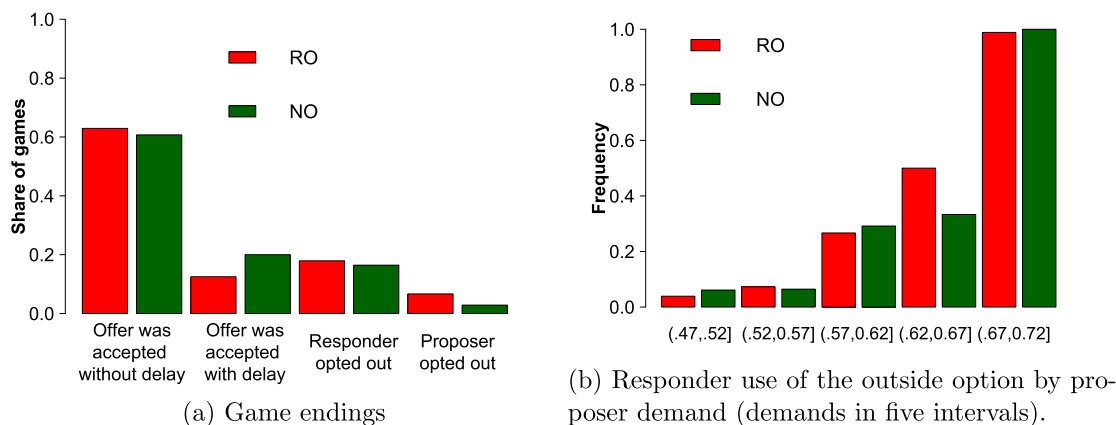 1.0
0.8
0.6
0.4
0.2
0.0
Share of games
RO
NO
Offer was
accepted
without delay
Offer was
accepted
with delay
Responder
opted out
Proposer
opted out
(a) Game endings
1.0
0.8
0.6
0.4
0.2
0.0
Frequency
RO
NO
(.47,.52] (.52,0.57] (.57,0.62] (.62,0.67] (.67,0.72]
(b) Responder use of the outside option by pro-
poser demand (demands in five intervals).